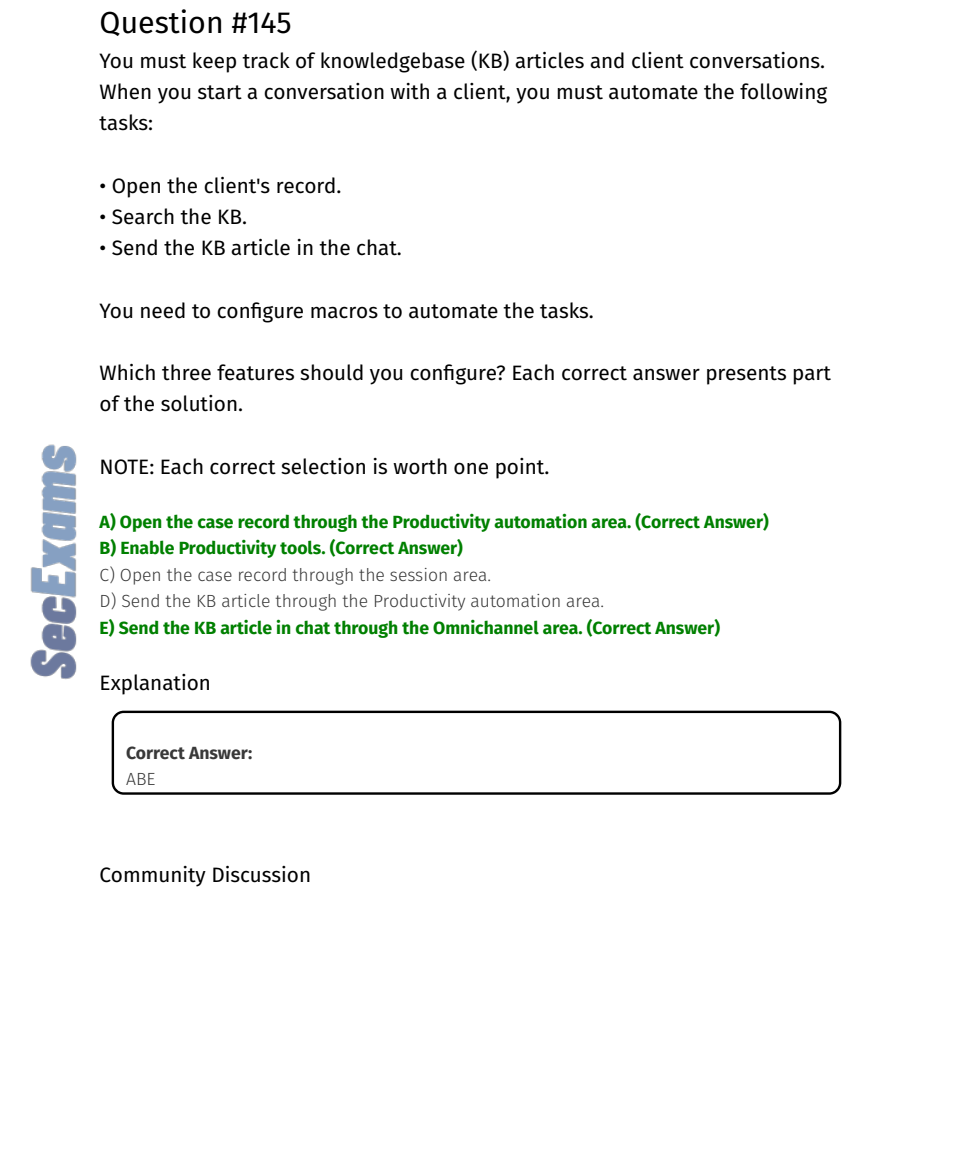 Question #145
You must keep track of knowledgebase (KB) articles and client conversations.
When you start a conversation with a client, you must automate the following
tasks:
• Open the client's record.
• Search the KB.
• Send the KB article in the chat.
You need to configure macros to automate the tasks.
Which three features should you configure? Each correct answer presents part
of the solution.
NOTE: Each correct selection is worth one point.
A) Open the case record through the Productivity automation area. (Correct Answer)
B) Enable Productivity tools. (Correct Answer)
C) Open the case record through the session area.
D) Send the KB article through the Productivity automation area.
E) Send the KB article in chat through the Omnichannel area. (Correct Answer)
SecExams
Explanation
Correct Answer:
ABE
Community Discussion